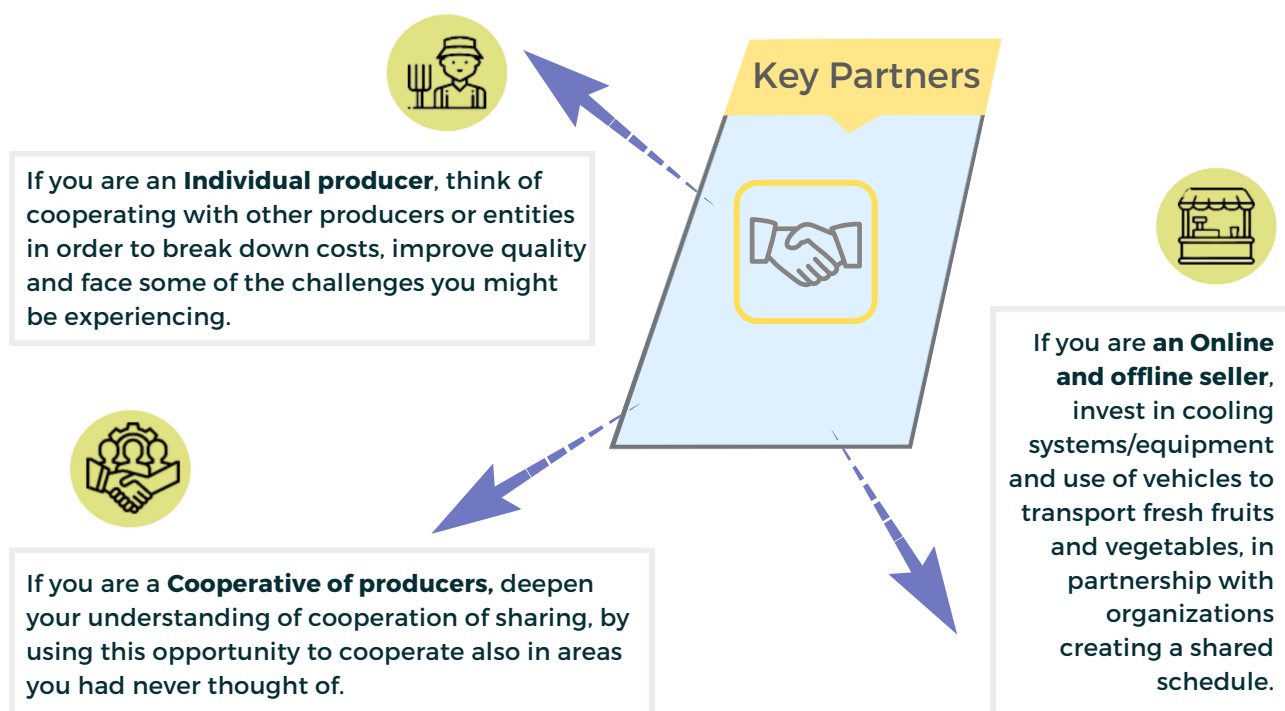 Key Partners
If you are an Individual producer, think of
cooperating with other producers or entities
in order to break down costs, improve quality
and face some of the challenges you might
be experiencing.
If you are an Online
and offline seller,
invest in cooling
systems/equipment
and use of vehicles to
transport fresh fruits
and vegetables, in
partnership with
organizations
creating a shared
schedule.
If you are a Cooperative of producers, deepen
your understanding of cooperation of sharing, by
using this opportunity to cooperate also in areas
you had never thought of.